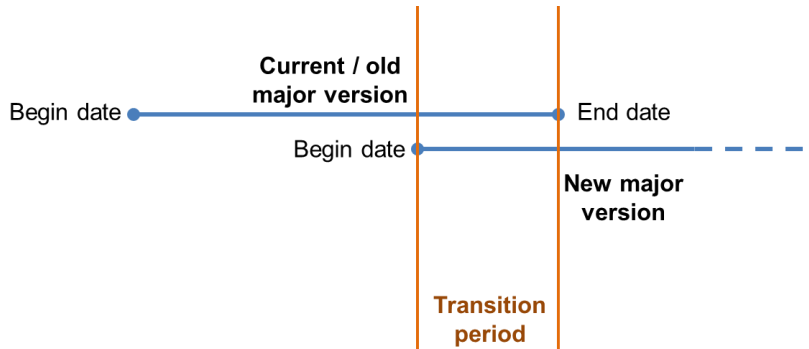 Current / old
major version
Begin date
End date
Begin date
New major
version
Transition
period